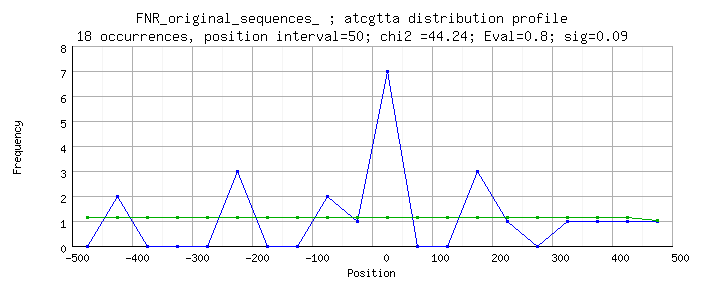 FNR_original_sequences_ ; atcgtta distribution profile
18 occurrences, position interval=50; chi2 =44.24; Eval=0.8; sig=0.09
8
7
6
5
4
3
2
1
0
Frequency
-500 -400 -300 -200 -100 0 100 200 300 400 500
Position